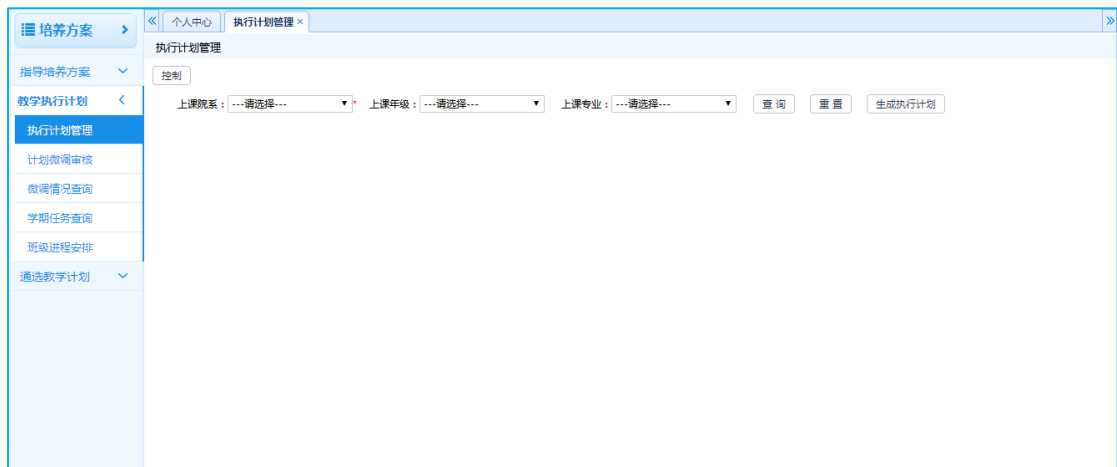 培养方案
个人中心 执行计划管理 ×
执行计划管理
指导培养方案
控制
教学执行计划
上课院系：---请选择--- * 上课年级：---请选择--- 上课专业：---请选择--- 查 询 重 置 生成执行计划
执行计划管理
计划微调审核
微调情况查询
学期任务查询
班级进程安排
通选教学计划